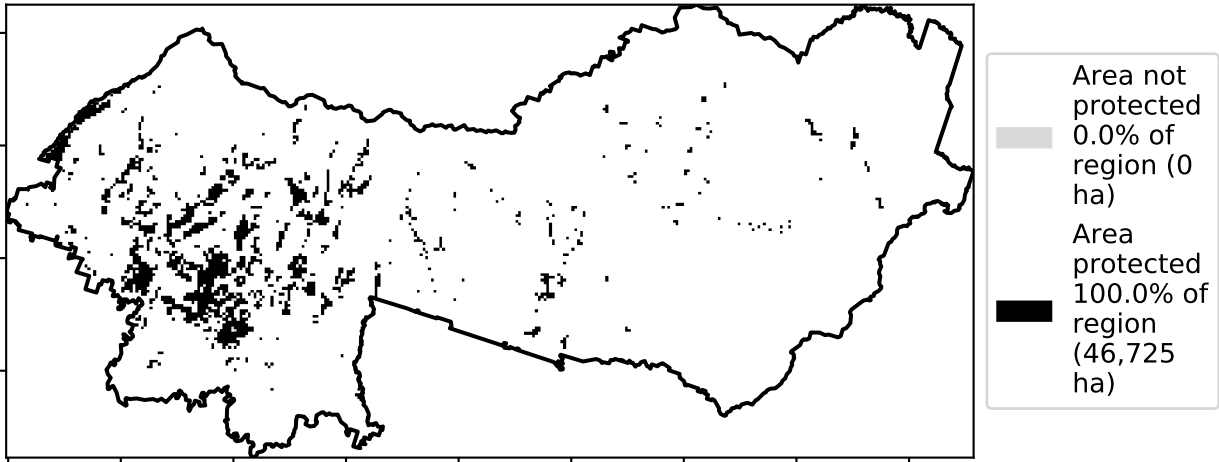 Area not
protected
0.0% of
region (0
ha)
Area
protected
100.0% of
region
(46,725
ha)